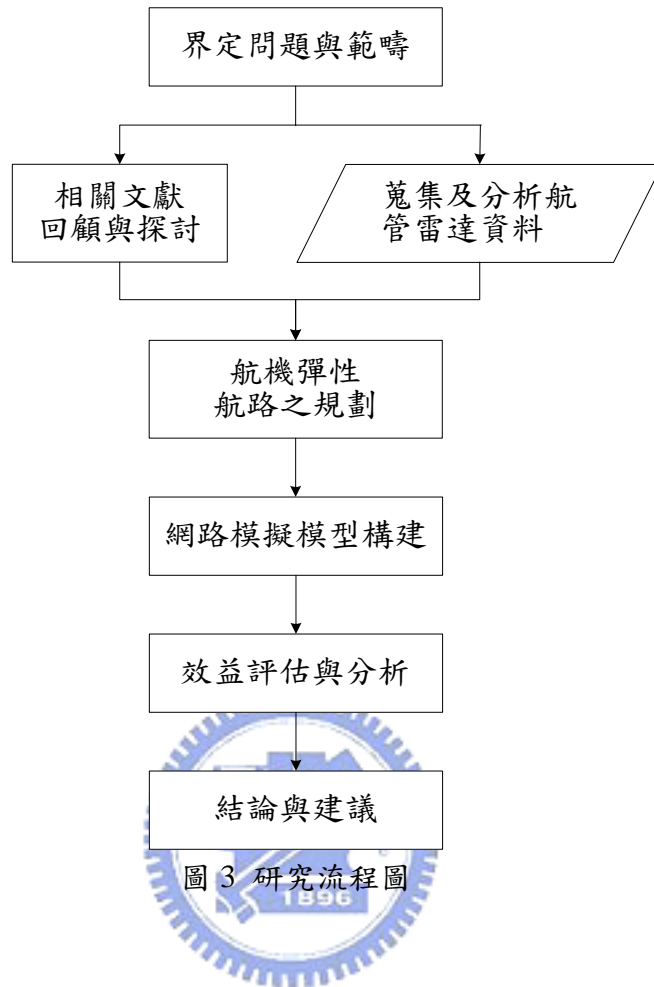 界定問題與範疇
相關文獻
回顧與探討
蒐集及分析航
管雷達資料
航機彈性
航路之規劃
網路模擬模型構建
效益評估與分析
結論與建議
圖 3 研究流程圖
1896